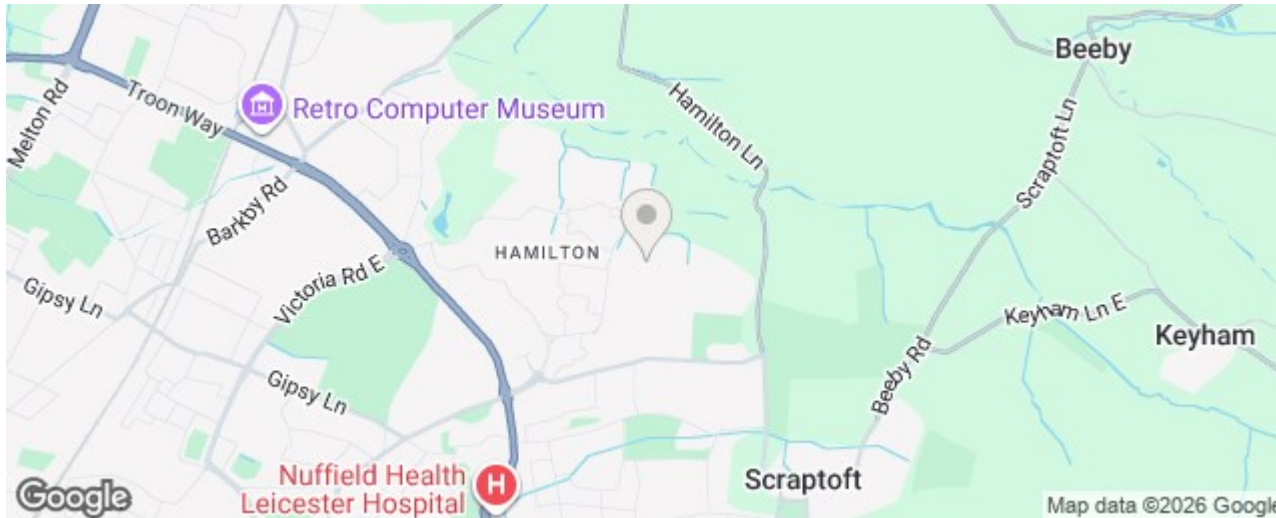 Beeby
Melton Rd
Troon Way
Retro Computer Museum
Hamilton Ln
Scraptoft Ln
Barkby Rd
HAMILTON
Victoria Rd E
Gipsy Ln
Keyham Ln E
Keyham
Beeby Rd
Gipsy Ln
Nuffield Health
Leicester Hospital
H
Scraptoft
Google
Map data ©2026 Google